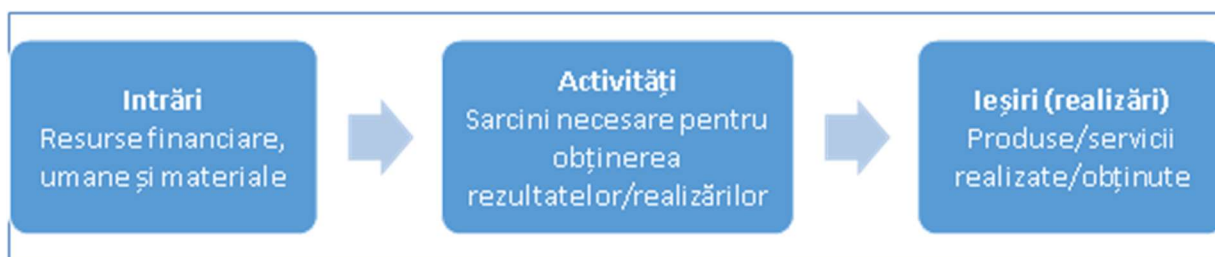 Intrări
Resurse financiare,
umane și materiale
Activități
Sarcini necesare pentru
obținerea
rezultatelor/realizărilor
Ieșiri (realizări)
Produse/servicii
realizate/obținute